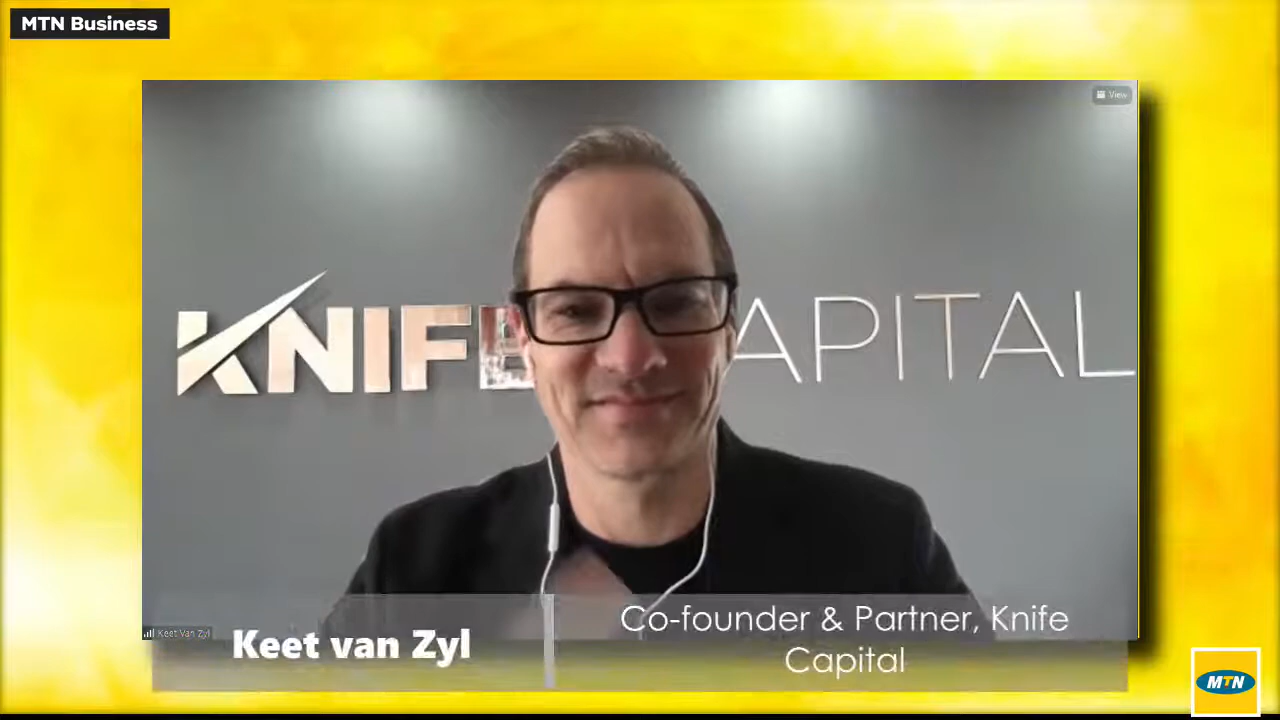 MTN Business
View
KNIFE CAPITAL
Keet Van Zyl
Keet van Zyl
Co-founder & Partner, Knife
Capital
MTN